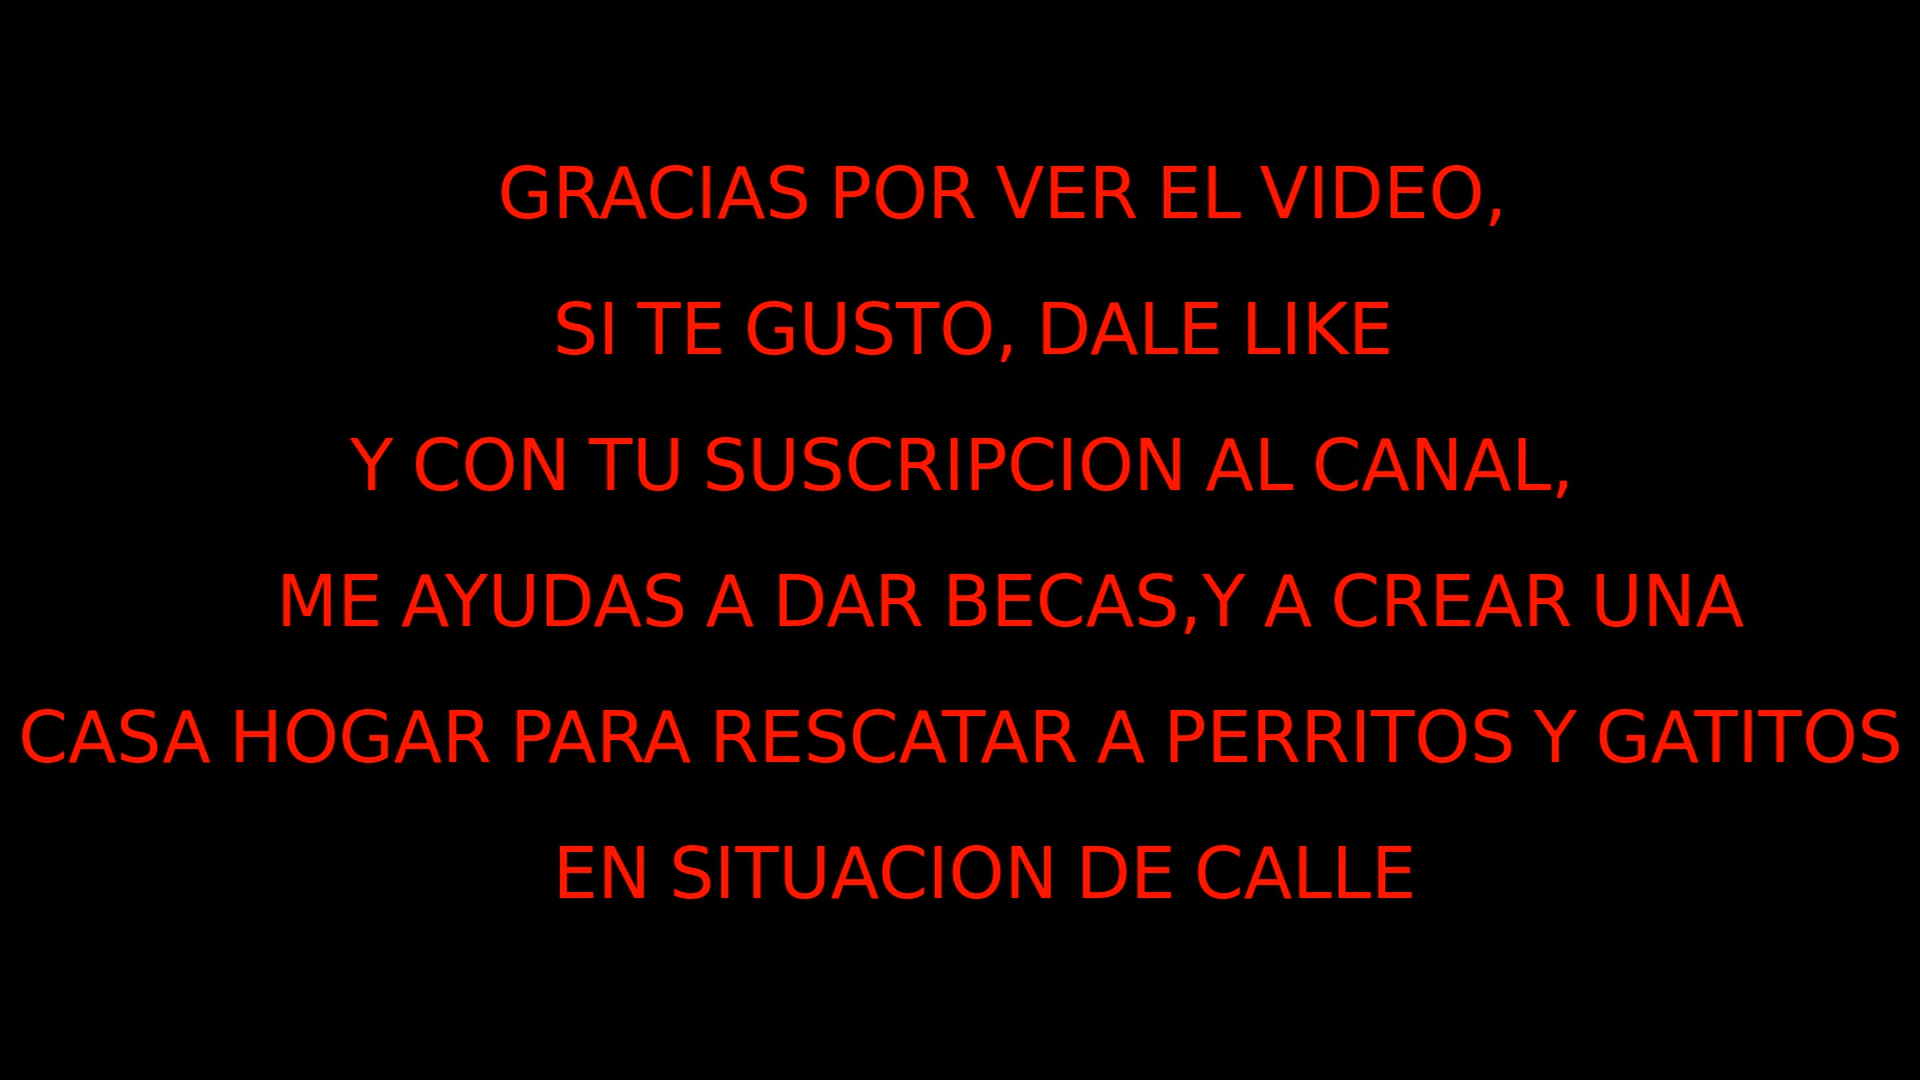 GRACIAS POR VER EL VIDEO,
SI TE GUSTO, DALE LIKE
Y CON TU SUSCRIPCION AL CANAL,
ME AYUDAS A DAR BECAS,Y A CREAR UNA
CASA HOGAR PARA RESCATAR A PERRITOS Y GATITOS
EN SITUACION DE CALLE